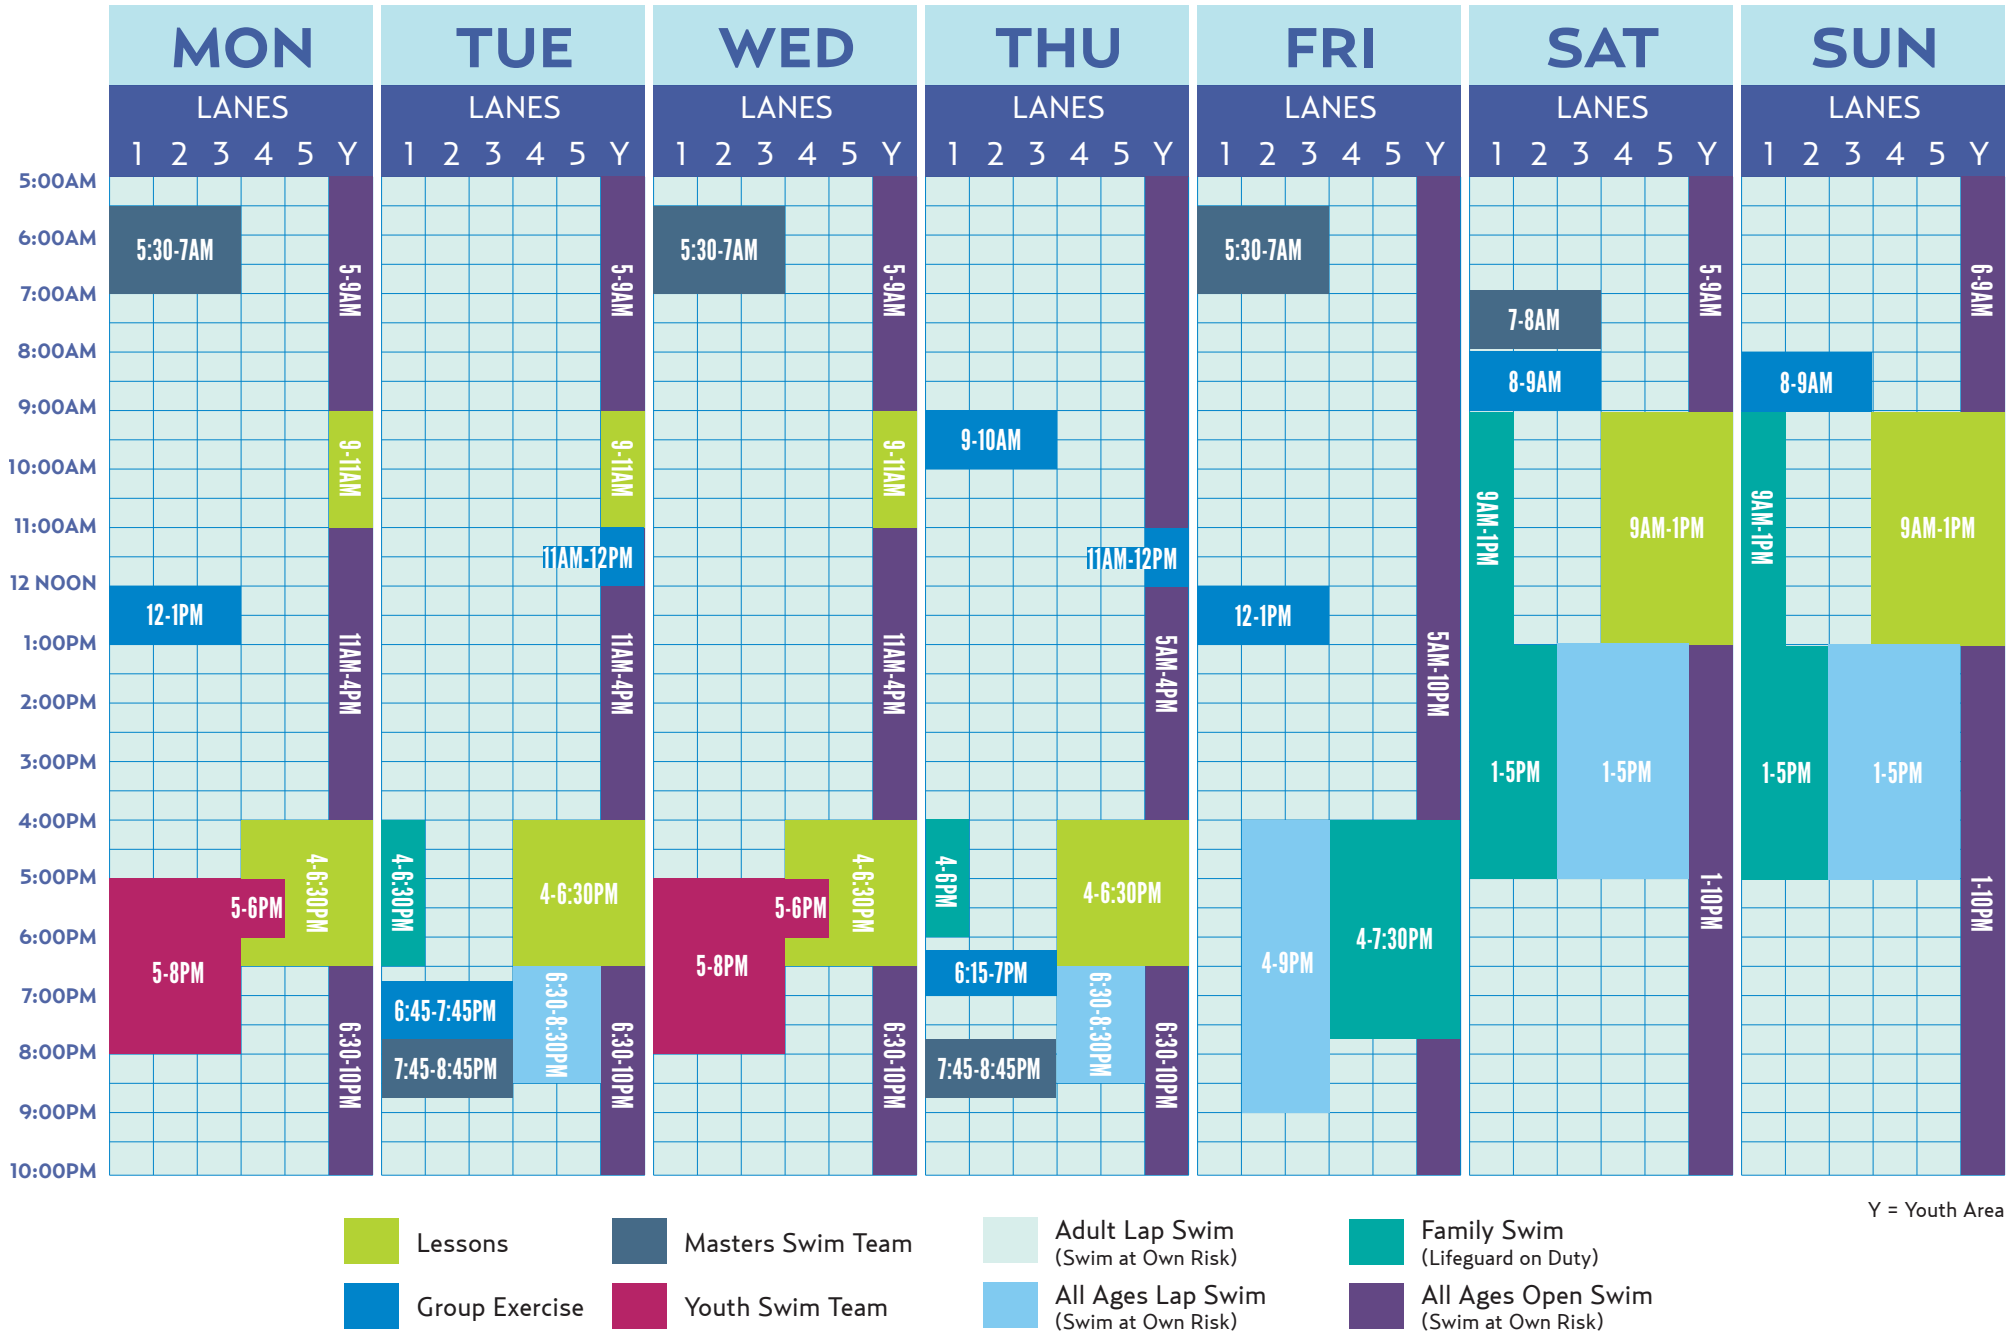 MON TUE WED THU FRI SAT SUN
LANES LANES LANES LANES LANES LANES LANES
1 2 3 4 5 Y 1 2 3 4 5 Y 1 2 3 4 5 Y 1 2 3 4 5 Y 1 2 3 4 5 Y 1 2 3 4 5 Y 1 2 3 4 5 Y
5:00AM
6:00AM
7:00AM
8:00AM
9:00AM
10:00AM
11:00AM
12 NOON
1:00PM
2:00PM
3:00PM
4:00PM
5:00PM
6:00PM
7:00PM
8:00PM
9:00PM
10:00PM
5:30-7AM
12-1PM
5-8PM
5-6PM
4-6:30PM
5-9AM
9-11AM
11AM-4PM
6:30-10PM
4-6:30PM
6:45-7:45PM
7:45-8:45PM
4-6:30PM
6:30-8:30PM
5-9AM
9-11AM
11AM-12PM
11AM-4PM
6:30-10PM
5:30-7AM
5-8PM
5-6PM
4-6:30PM
5-9AM
9-11AM
11AM-4PM
6:30-10PM
9-10AM
4-6PM
6:15-7PM
7:45-8:45PM
11AM-12PM
5AM-4PM
4-6:30PM
6:30-8:30PM
6:30-10PM
5:30-7AM
12-1PM
4-9PM
4-7:30PM
5AM-10PM
7-8AM
8-9AM
9AM-1PM
1-5PM
1-5PM
9AM-1PM
5-9AM
1-10PM
8-9AM
9AM-1PM
1-5PM
1-5PM
9AM-1PM
6-9AM
1-10PM
Y = Youth Area
Lessons
Group Exercise
Masters Swim Team
Youth Swim Team
Adult Lap Swim
(Swim at Own Risk)
All Ages Lap Swim
(Swim at Own Risk)
Family Swim
(Lifeguard on Duty)
All Ages Open Swim
(Swim at Own Risk)